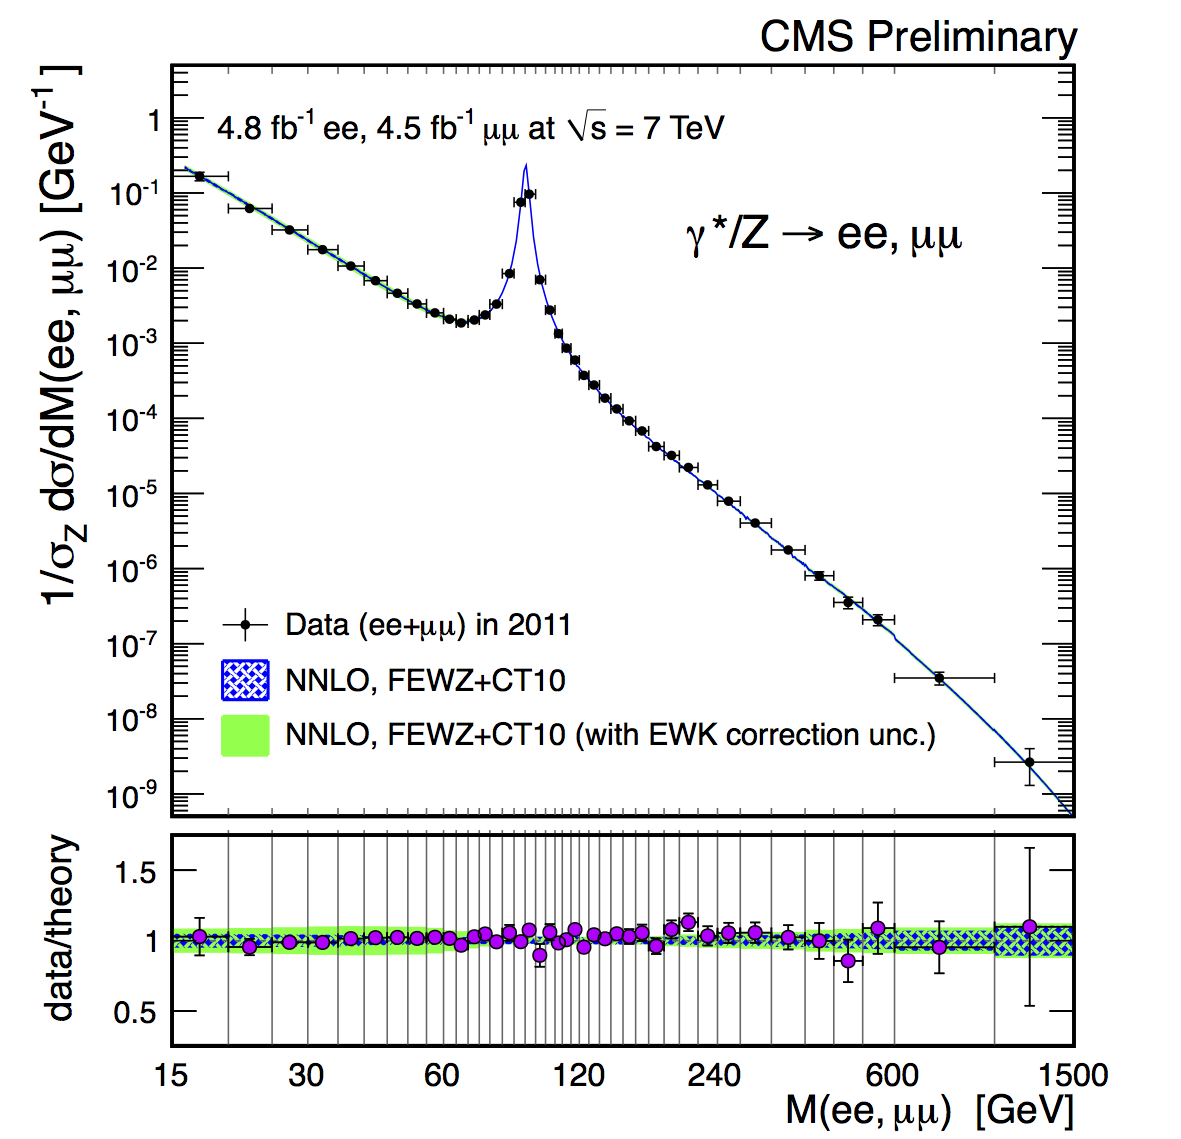 CMS Preliminary
1/σZ dσ/dM(ee, μμ) [GeV-1]
4.8 fb-1 ee, 4.5 fb-1 μμ at √s = 7 TeV
γ*/Z → ee, μμ
1
10-1
10-2
10-3
10-4
10-5
10-6
10-7
10-8
10-9
Data (ee+μμ) in 2011
NNLO, FEWZ+CT10
NNLO, FEWZ+CT10 (with EWK correction unc.)
data/theory
1.5
1
0.5
15 30 60 120 240 600 1500
M(ee, μμ) [GeV]